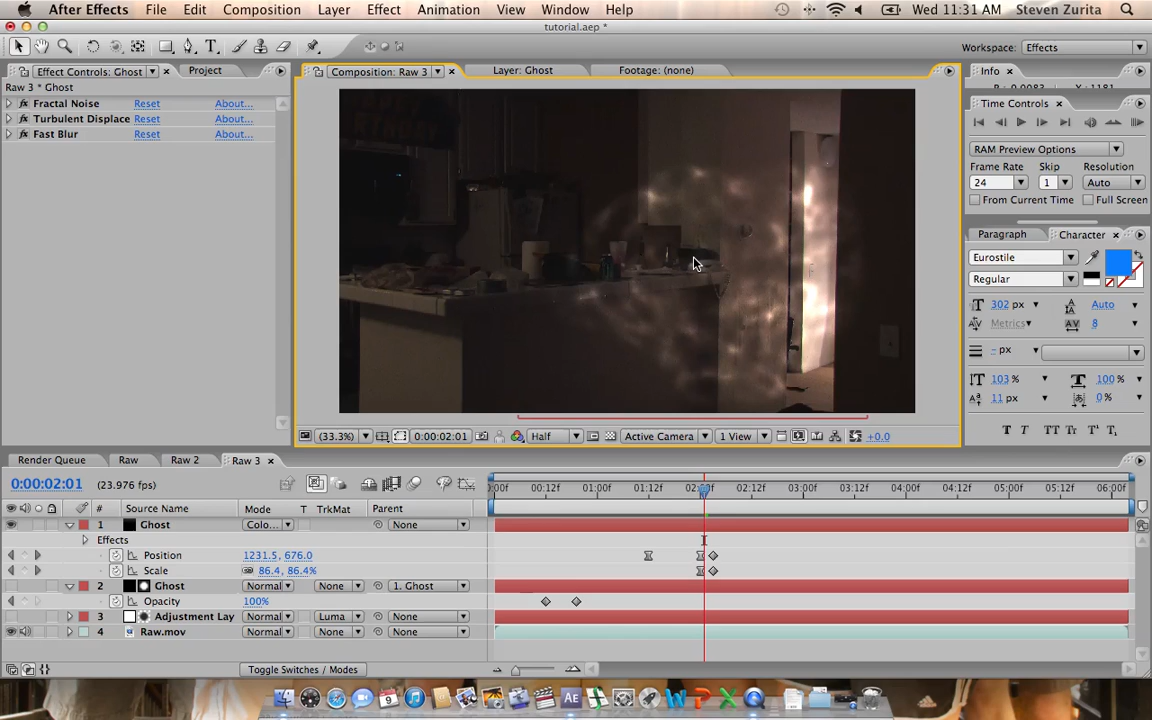 After Effects File Edit Composition Layer Effect Animation View Window Help Wed 11:31 AM Steven Zurita
tutorial.aep *
Workspace: Effects
Effect Controls: Ghost Project
Composition: Raw 3 Layer: Ghost Footage: (none)
Info
Raw 3 * Ghost
Fractal Noise Reset About...
Turbulent Displace Reset About...
Fast Blur Reset About...
Time Controls
RAM Preview Options
Frame Rate Skip Resolution
24 1 Auto
From Current Time Full Screen
Paragraph Character
Eurostile
Regular
302 px Auto
Metrics 8
- px
103 % 100 %
11 px 0 %
T T TT Tr T' T,
(33.3%) 0:00:02:01 Half Active Camera 1 View +0.0
Render Queue Raw Raw 2 Raw 3
0:00:02:01 (23.976 fps)
:00f 00:12f 01:00f 01:12f 02:00f 02:12f 03:00f 03:12f 04:00f 04:12f 05:00f 05:12f 06:00f
# Source Name Mode T TrkMat Parent
1 Ghost Colo... None
Effects
Position 1231.5, 676.0
Scale 86.4, 86.4%
2 Ghost Normal None 1. Ghost
Opacity 100%
3 Adjustment Lay Normal Luma None
4 Raw.mov Normal None None
Toggle Switches / Modes